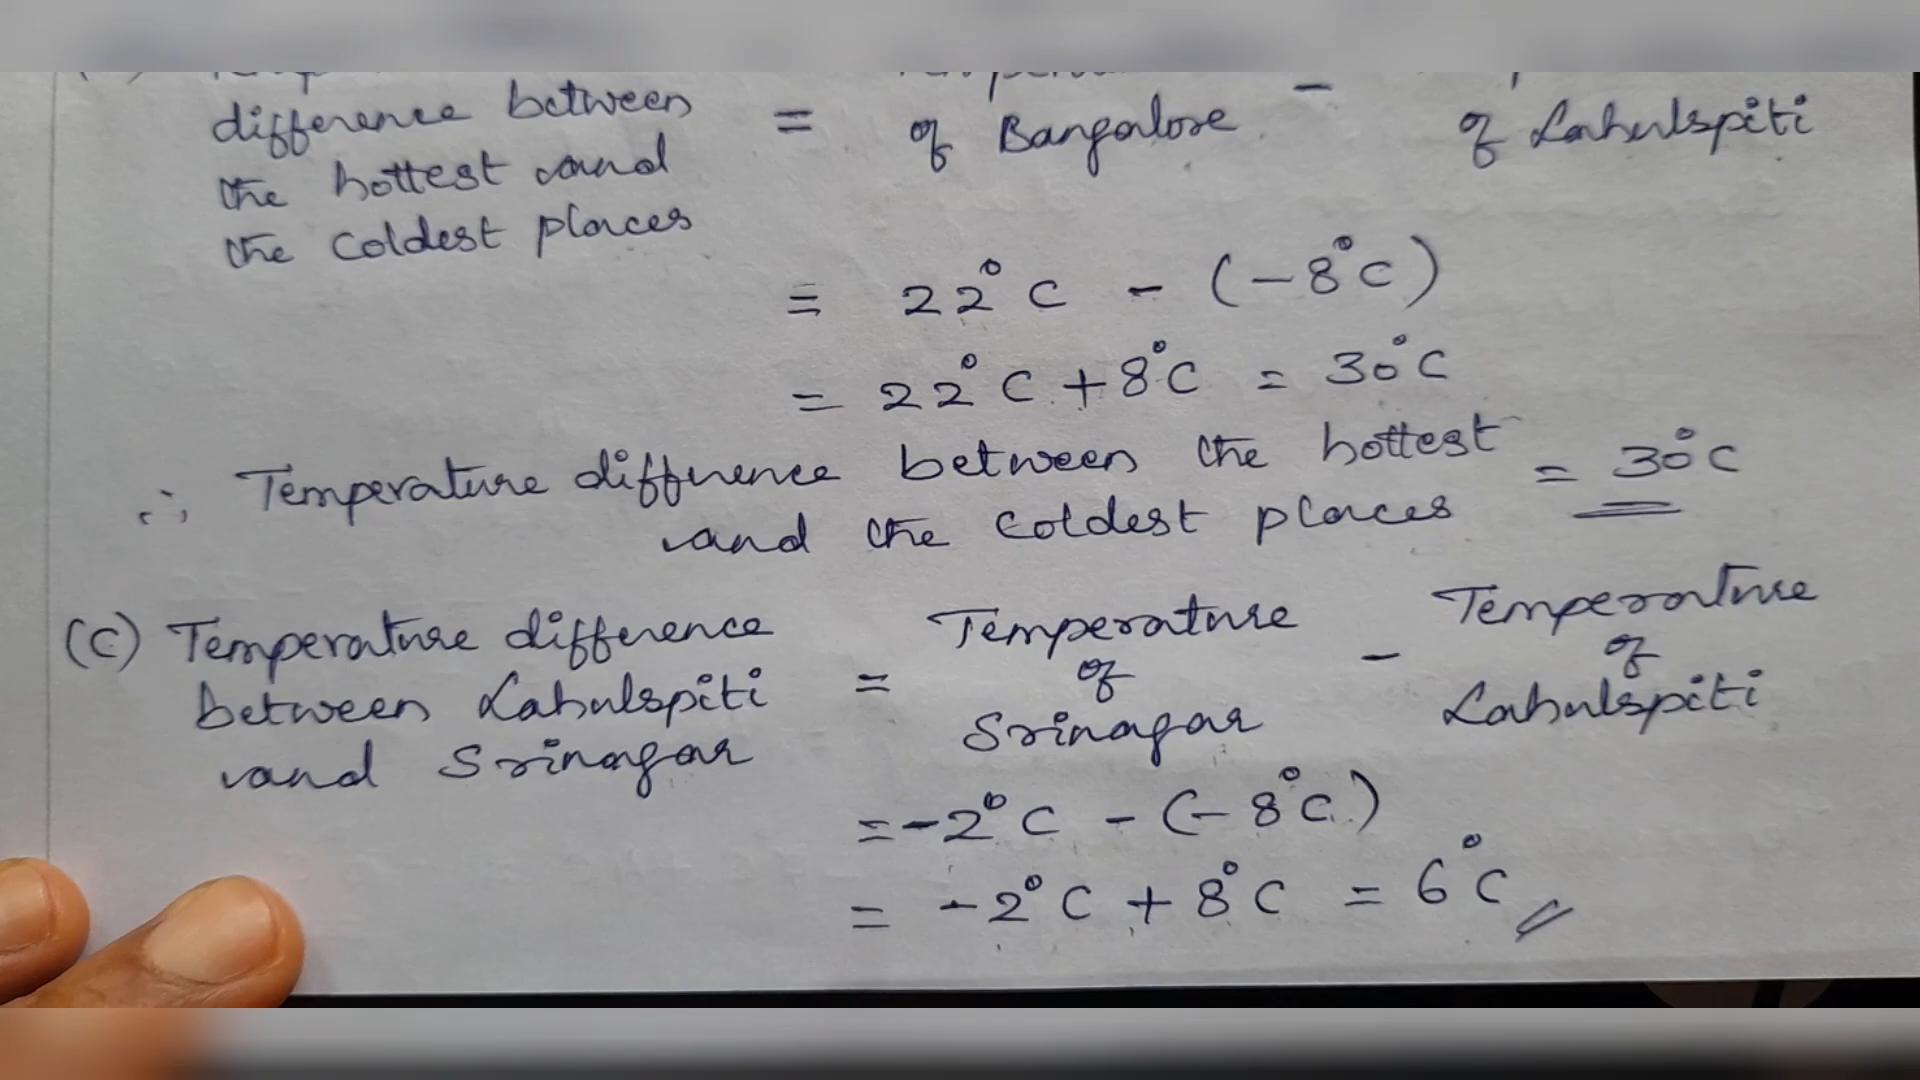 difference between = of Bangalore - of Lahulspiti
the hottest and
the coldest places
= 22°C - (-8°C)
= 22°C + 8°C = 30°C
∴ Temperature difference between the hottest = 30°C
and the coldest places
(C) Temperature difference = Temperature - Temperature
between Lahulspiti of of
and Srinagar Srinagar Lahulspiti
= -2°C - (-8°C)
= -2°C + 8°C = 6°C